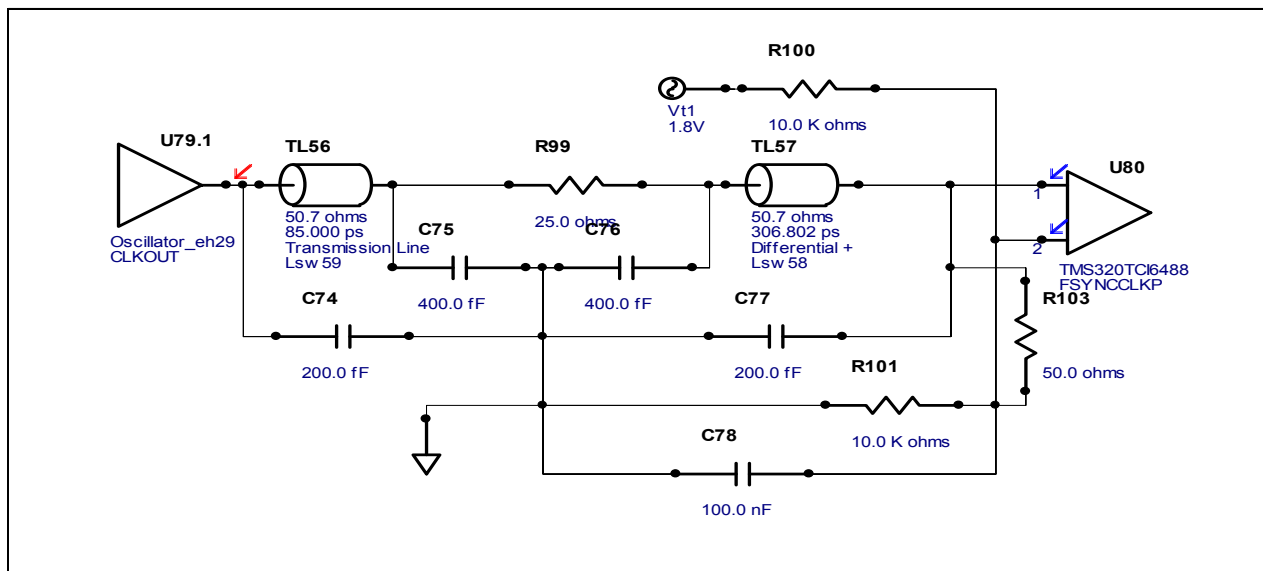 R100
Vt1
1.8V
10.0 K ohms
U79.1
TL56
R99
TL57
U80
1
2
50.7 ohms
85.000 ps
Transmission Line
Lsw 59
Oscillator_eh29
CLKOUT
C75
25.0 ohms
C76
50.7 ohms
306.802 ps
Differential +
Lsw 58
TMS320TCI6488
FSYNCCLKP
400.0 fF
400.0 fF
C74
C77
R103
200.0 fF
200.0 fF
50.0 ohms
R101
10.0 K ohms
C78
100.0 nF